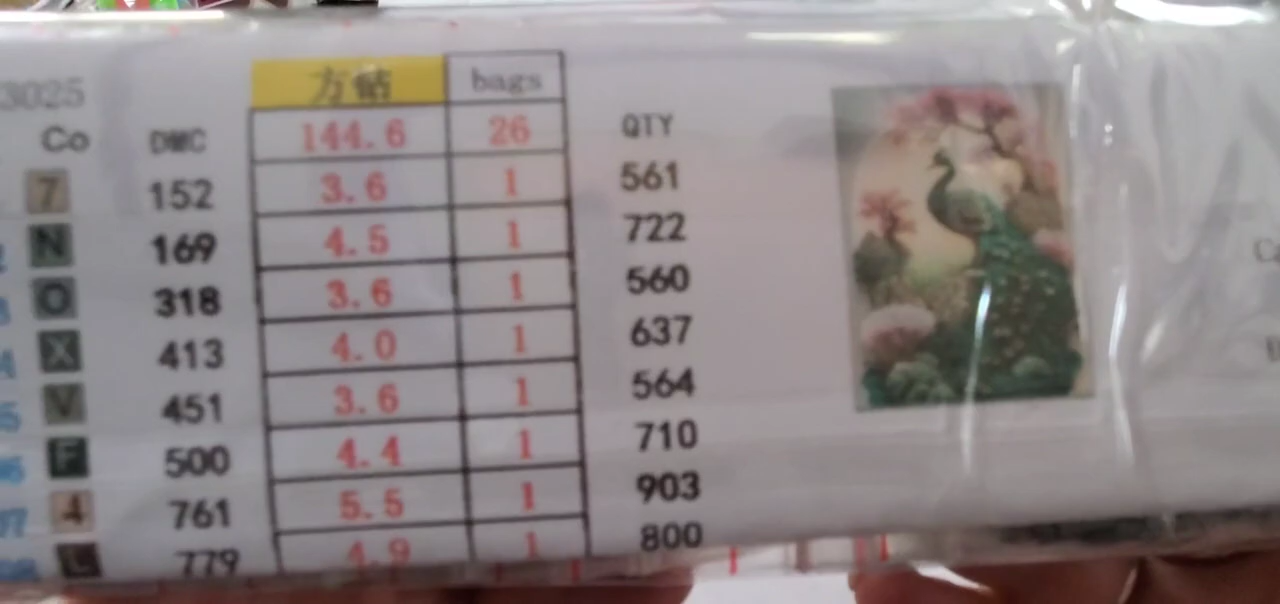 3025 方钻 bags
Co DMC 144.6 26 QTY
7 152 3.6 1 561
N 169 4.5 1 722
O 318 3.6 1 560
X 413 4.0 1 637
V 451 3.6 1 564
F 500 4.4 1 710
4 761 5.5 1 903
L 779 4.9 1 800